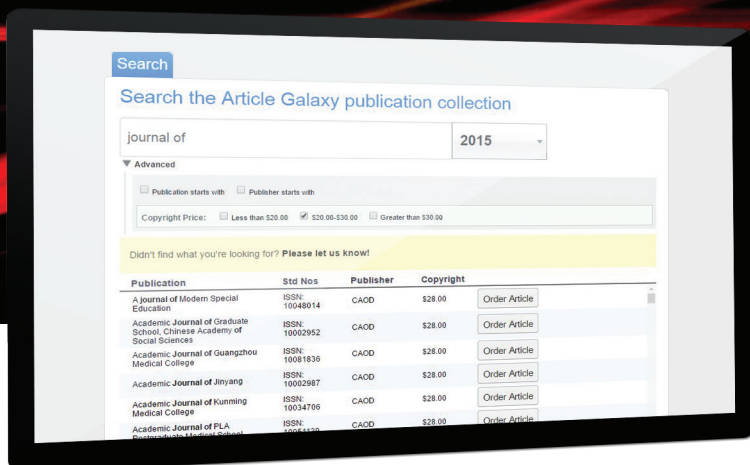 Search
Search the Article Galaxy publication collection
journal of
2015
Advanced
Publication starts with Publisher starts with
Copyright Price: Less than $20.00 $20.00-$30.00 Greater than $30.00
Didn't find what you're looking for? Please let us know!
Publication Std Nos Publisher Copyright
A journal of Modern Special
Education
ISSN:
10048014
CAOD $28.00 Order Article
Academic Journal of Graduate
School, Chinese Academy of
Social Sciences
ISSN:
10002952
CAOD $28.00 Order Article
Academic Journal of Guangzhou
Medical College
ISSN:
10081836
CAOD $28.00 Order Article
Academic Journal of Jinyang
ISSN:
10002987
CAOD $28.00 Order Article
Academic Journal of Kunming
Medical College
ISSN:
10034706
CAOD $28.00 Order Article
Academic Journal of PLA
Postgraduate Medical School
ISSN:
CAOD $28.00 Order Article